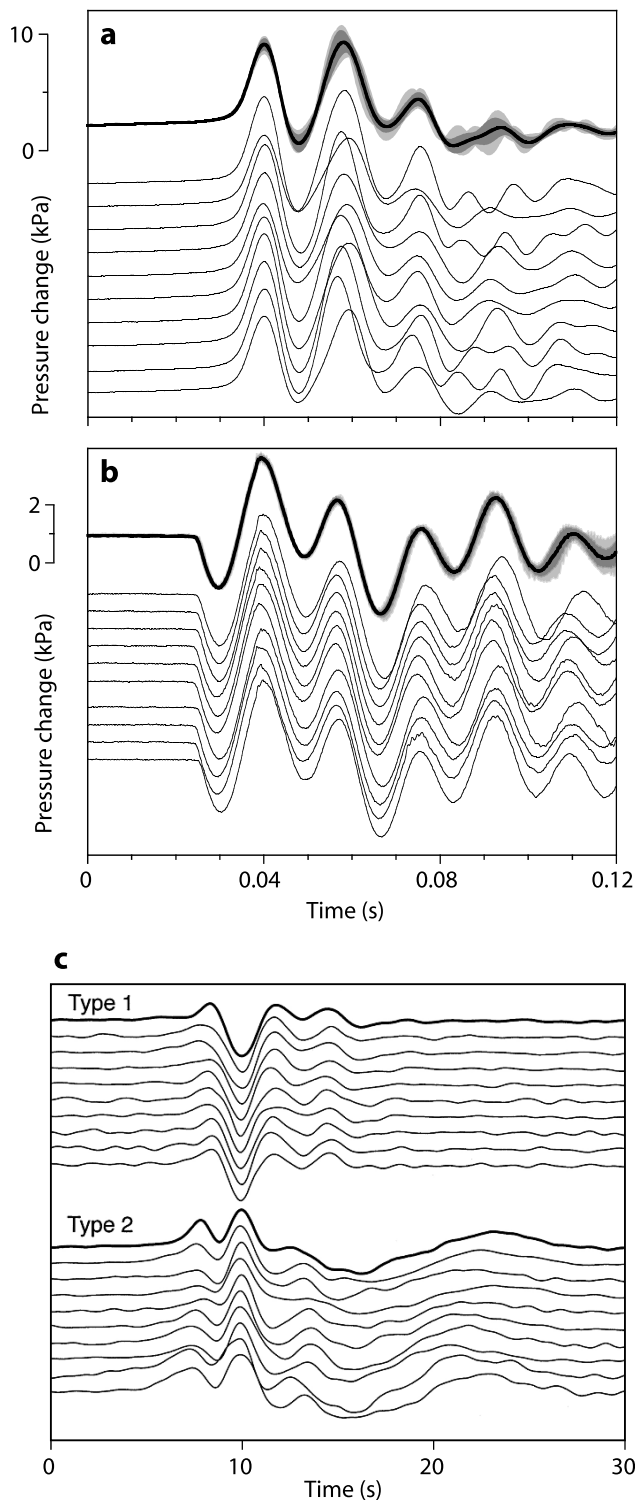 a
10
0
Pressure change (kPa)
b
2
0
Pressure change (kPa)
0 0.04 0.08 0.12
Time (s)
c
Type 1
Type 2
0 10 20 30
Time (s)